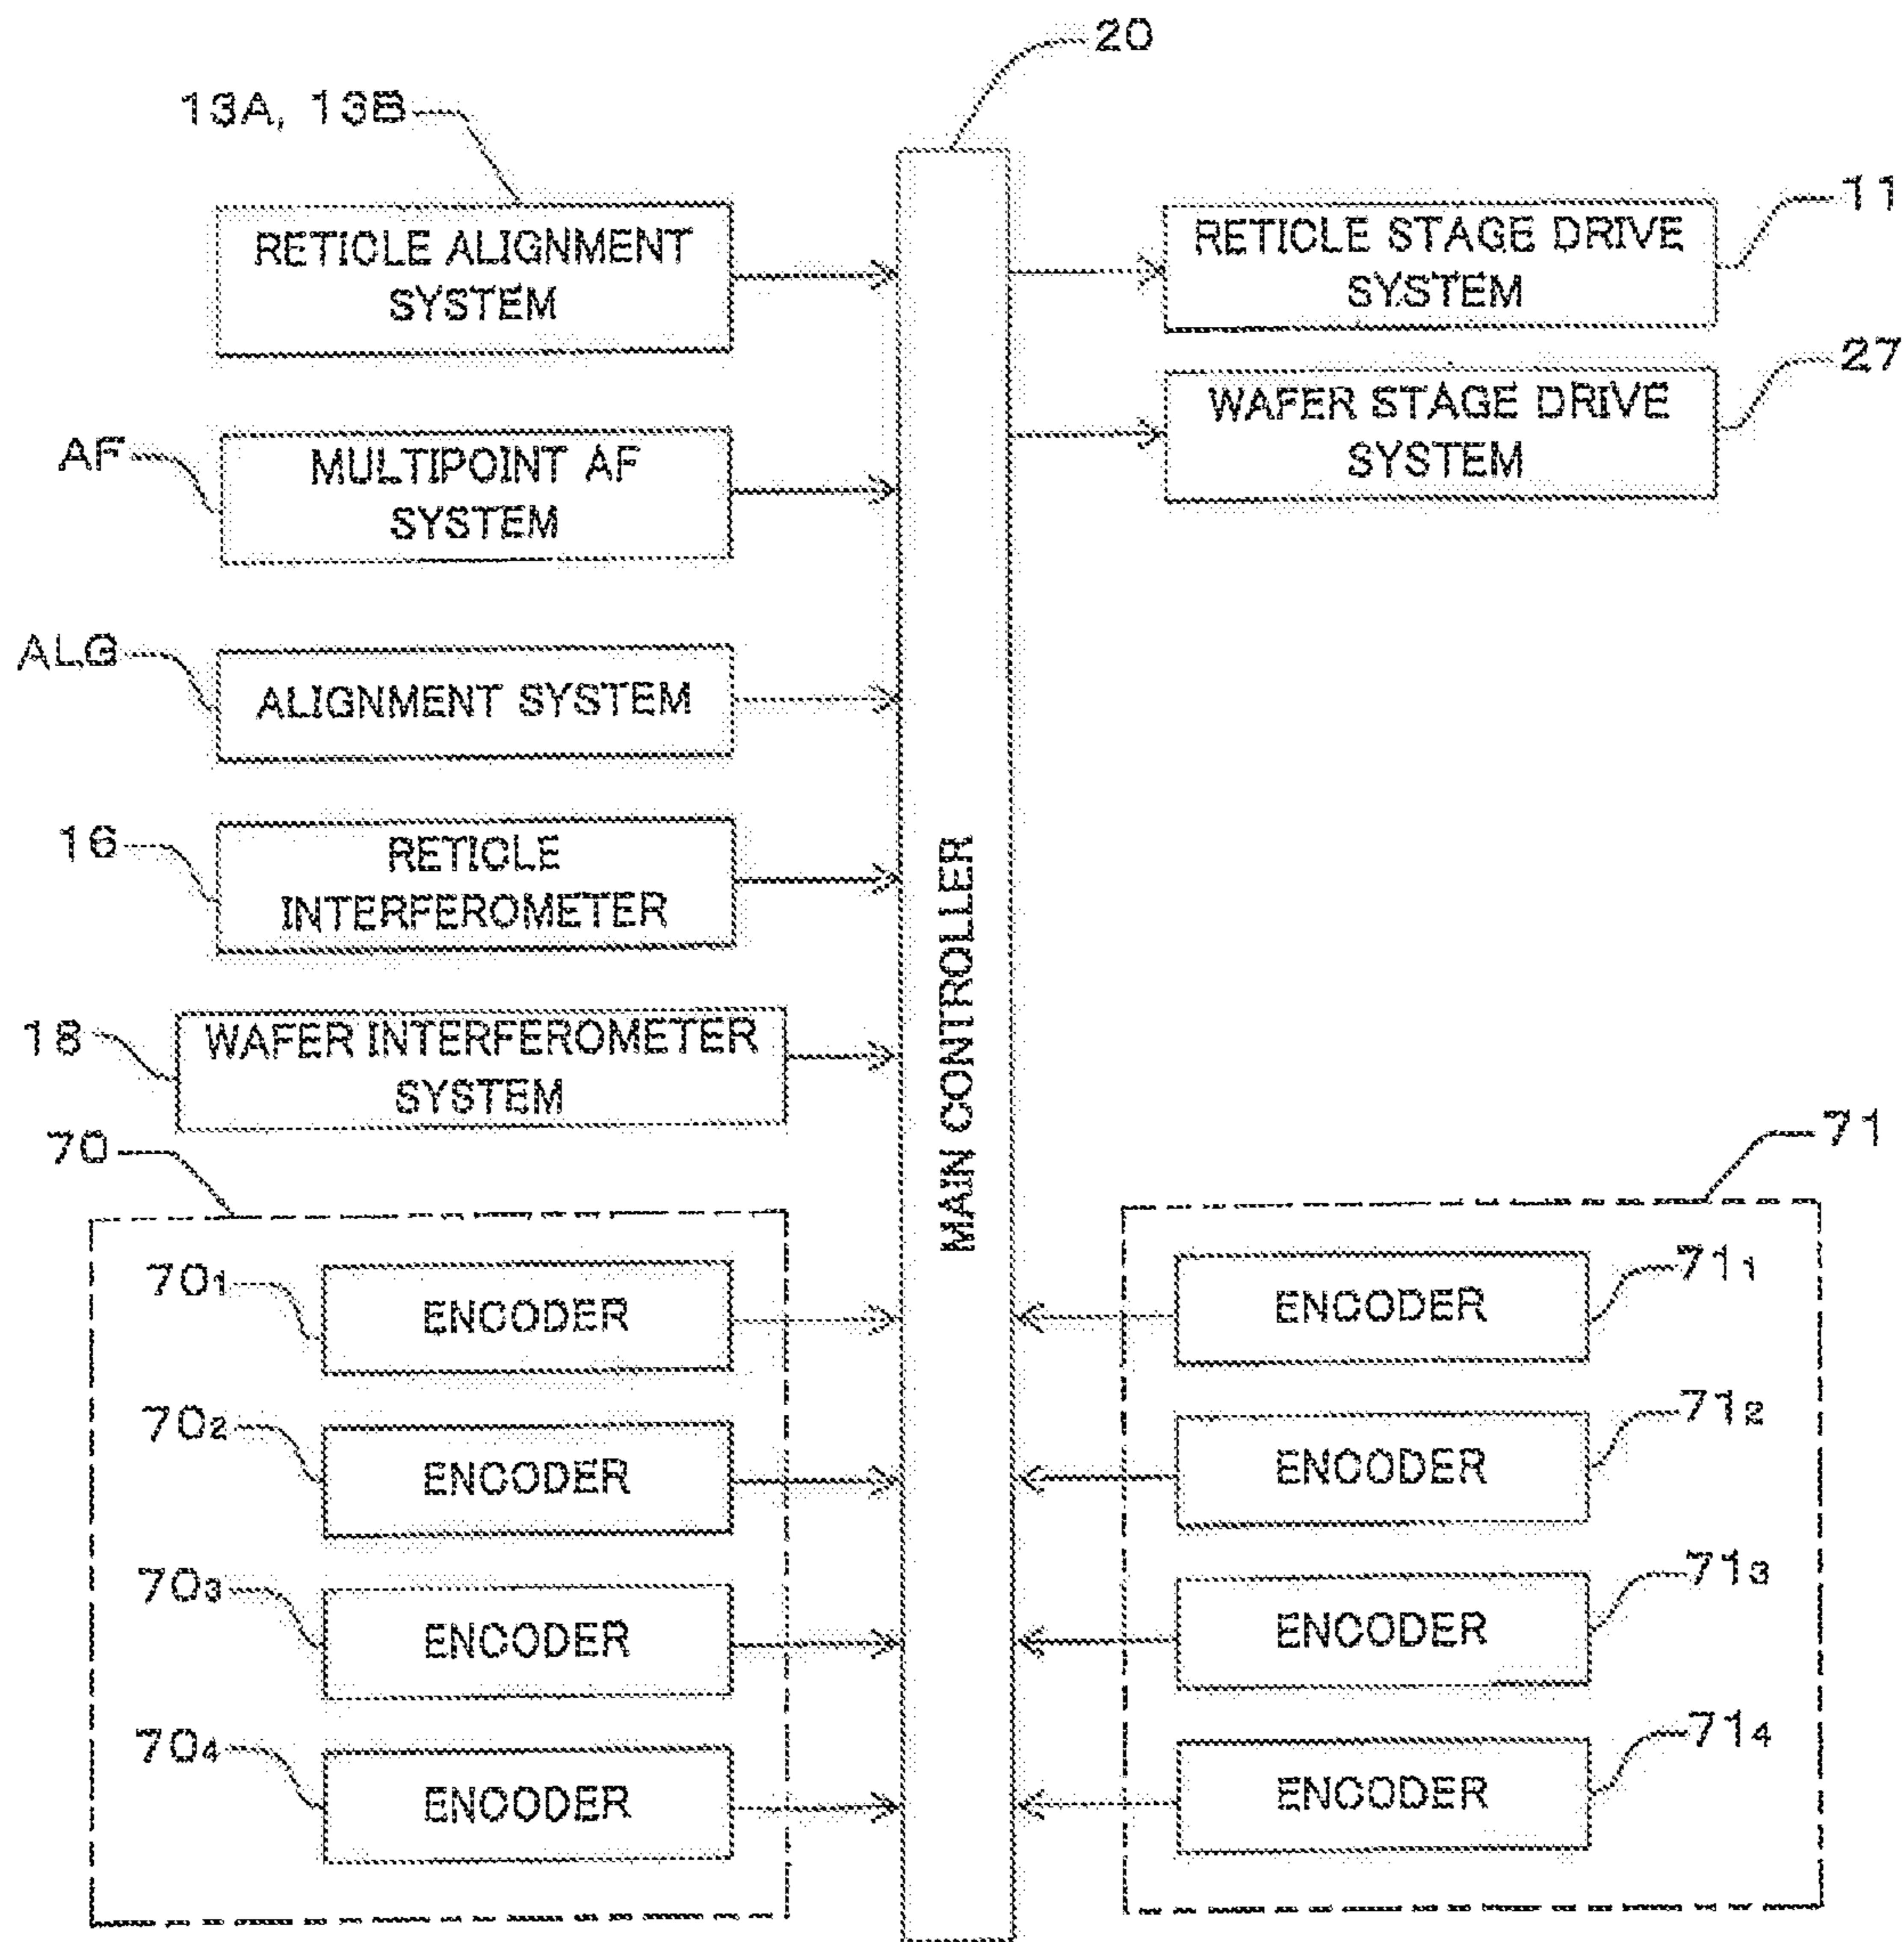 20
13A, 13B
RETICLE ALIGNMENT
SYSTEM
RETICLE STAGE DRIVE
SYSTEM
11
AF
MULTIPOINT AF
SYSTEM
WAFER STAGE DRIVE
SYSTEM
27
ALG
ALIGNMENT SYSTEM
16
RETICLE
INTERFEROMETER
18
WAFER INTERFEROMETER
SYSTEM
MAIN CONTROLLER
70
70₁
ENCODER
70₂
ENCODER
70₃
ENCODER
70₄
ENCODER
71
71₁
ENCODER
71₂
ENCODER
71₃
ENCODER
71₄
ENCODER